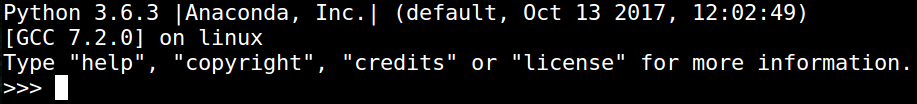 Python 3.6.3 |Anaconda, Inc.| (default, Oct 13 2017, 12:02:49)
[GCC 7.2.0] on linux
Type "help", "copyright", "credits" or "license" for more information.
>>>